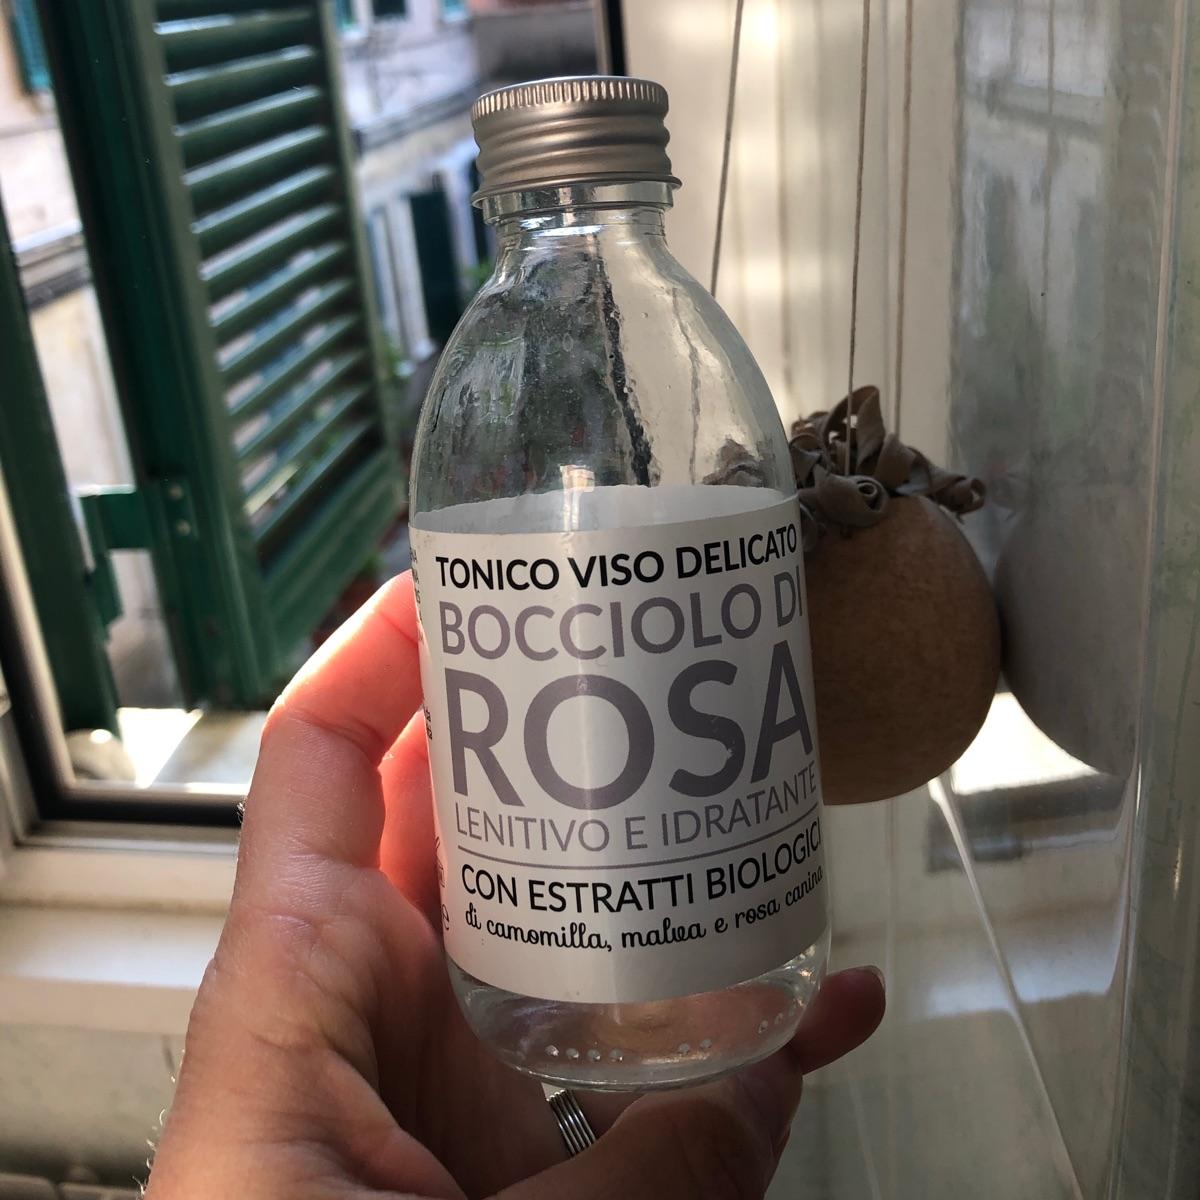 TONICO VISO DELICATO
BOCCIOLO DI
ROSA
LENITIVO E IDRATANTE
CON ESTRATTI BIOLOGICI
di camomilla, malva e rosa canina